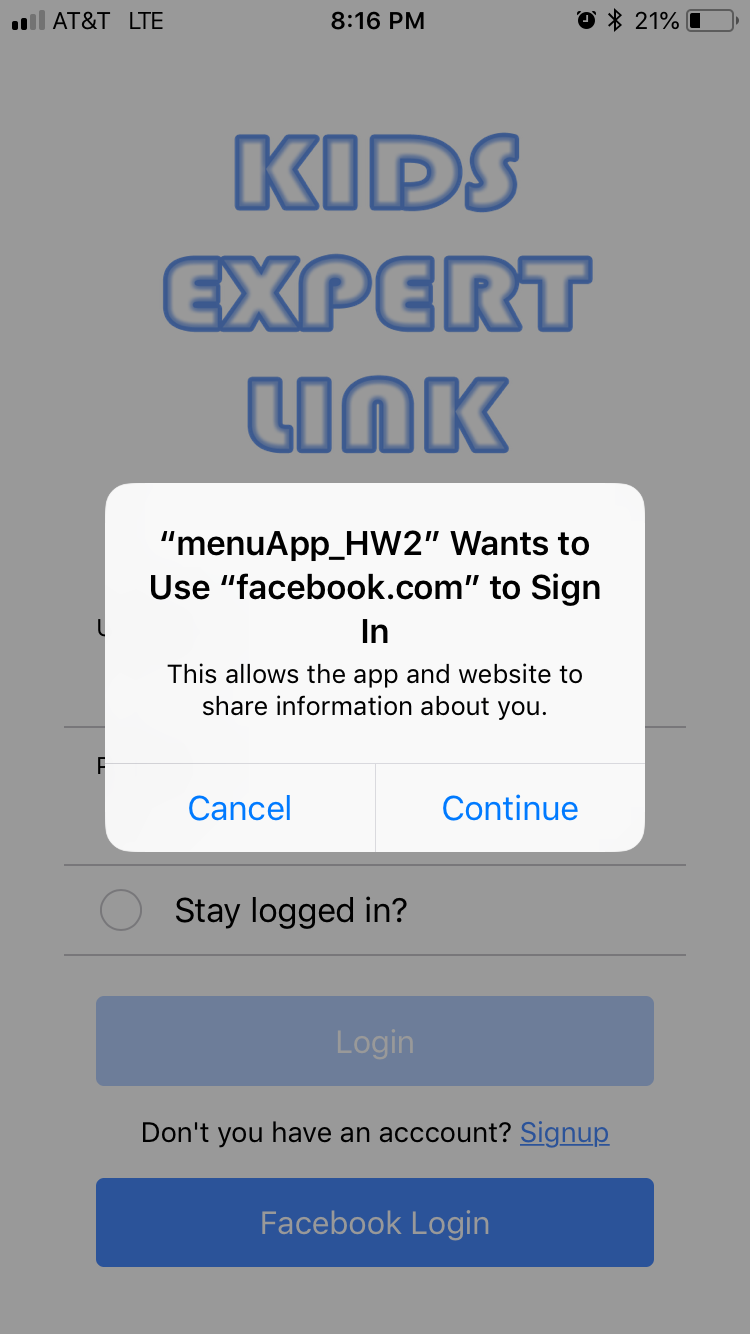 AT&T LTE 8:16 PM 21%
KIDS
EXPERT
LINK
“menuApp_HW2” Wants to
Use “facebook.com” to Sign
In
This allows the app and website to
share information about you.
Cancel Continue
Stay logged in?
Login
Don't you have an acccount? Signup
Facebook Login